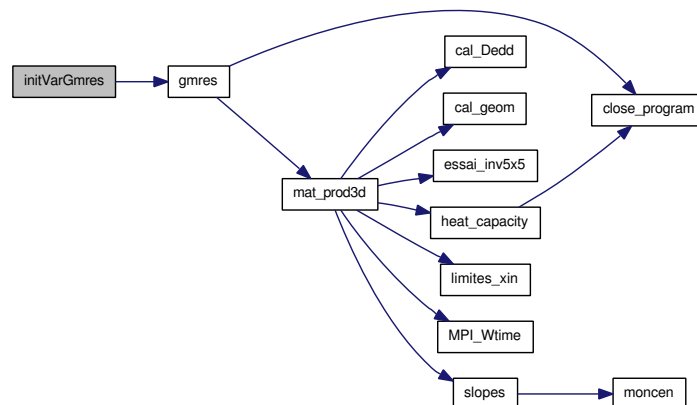 initVarGmres
gmres
mat_prod3d
cal_Dedd
cal_geom
essai_inv5x5
heat_capacity
limites_xin
MPI_Wtime
slopes
close_program
moncen